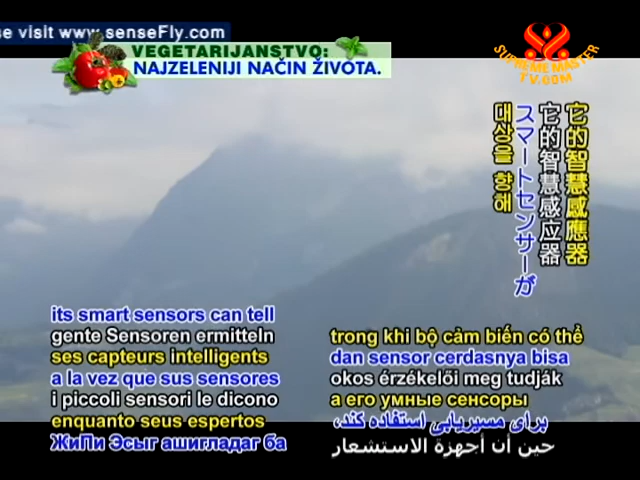 e visit www.senseFly.com
VEGETARIJANSTVO:
NAJZELENIJI NAČIN ŽIVOTA.
SUPREME MASTER
TV.COM
它的智慧感應器
它的智慧感应器
スマートセンサーが
대상을 향해
its smart sensors can tell
gente Sensoren ermitteln
ses capteurs intelligents
a la vez que sus sensores
i piccoli sensori le dicono
enquanto seus espertos
ЖиПи Эсыг ашигладаг ба
trong khi bộ cảm biến có thể
dan sensor cerdasnya bisa
okos érzékelői meg tudják
а его умные сенсоры
برای مسیریابی استفاده کند،
حين أن أجهزة الاستشعار